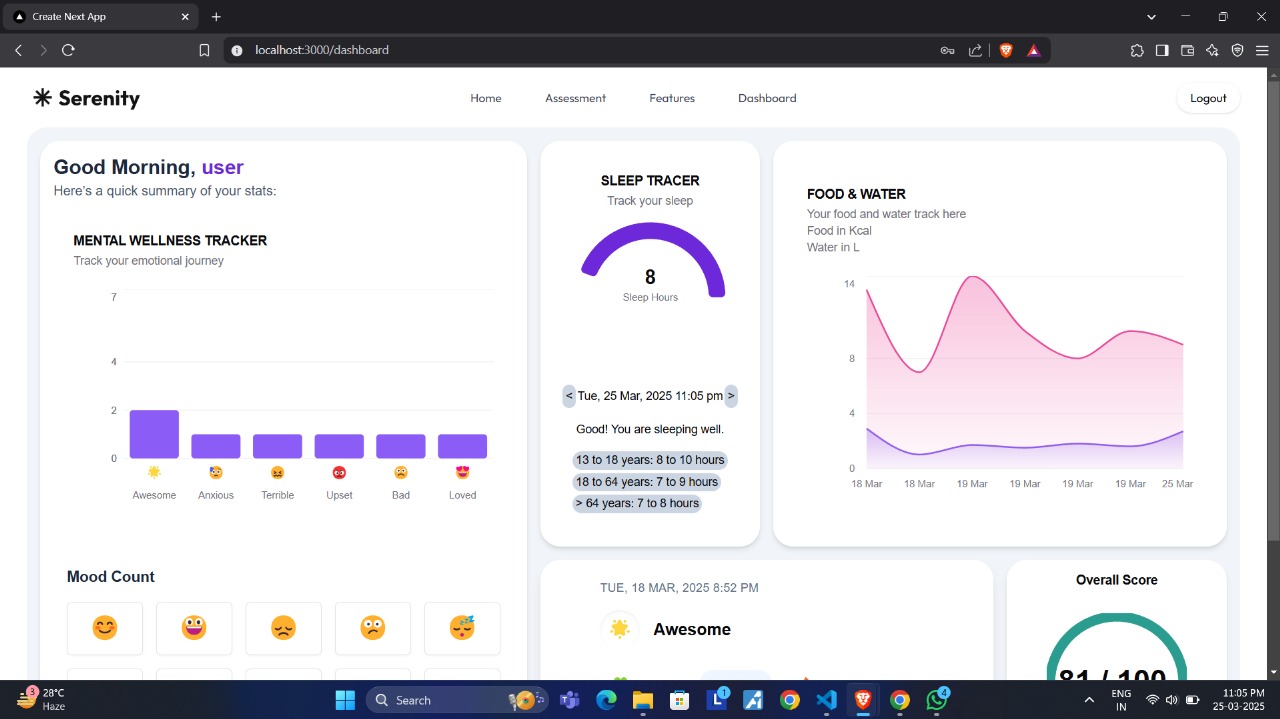 Create Next App
localhost:3000/dashboard
Serenity
Home
Assessment
Features
Dashboard
Logout
Good Morning, user
Here's a quick summary of your stats:
MENTAL WELLNESS TRACKER
Track your emotional journey
7
4
2
0
Awesome
Anxious
Terrible
Upset
Bad
Loved
Mood Count
SLEEP TRACER
Track your sleep
8
Sleep Hours
< Tue, 25 Mar, 2025 11:05 pm >
Good! You are sleeping well.
13 to 18 years: 8 to 10 hours
18 to 64 years: 7 to 9 hours
> 64 years: 7 to 8 hours
FOOD & WATER
Your food and water track here
Food in Kcal
Water in L
14
8
4
0
18 Mar
18 Mar
19 Mar
19 Mar
19 Mar
19 Mar
25 Mar
TUE, 18 MAR, 2025 8:52 PM
Awesome
Overall Score
81 / 100
3
28°C
Haze
Search
1
4
ENG
IN
11:05 PM
25-03-2025